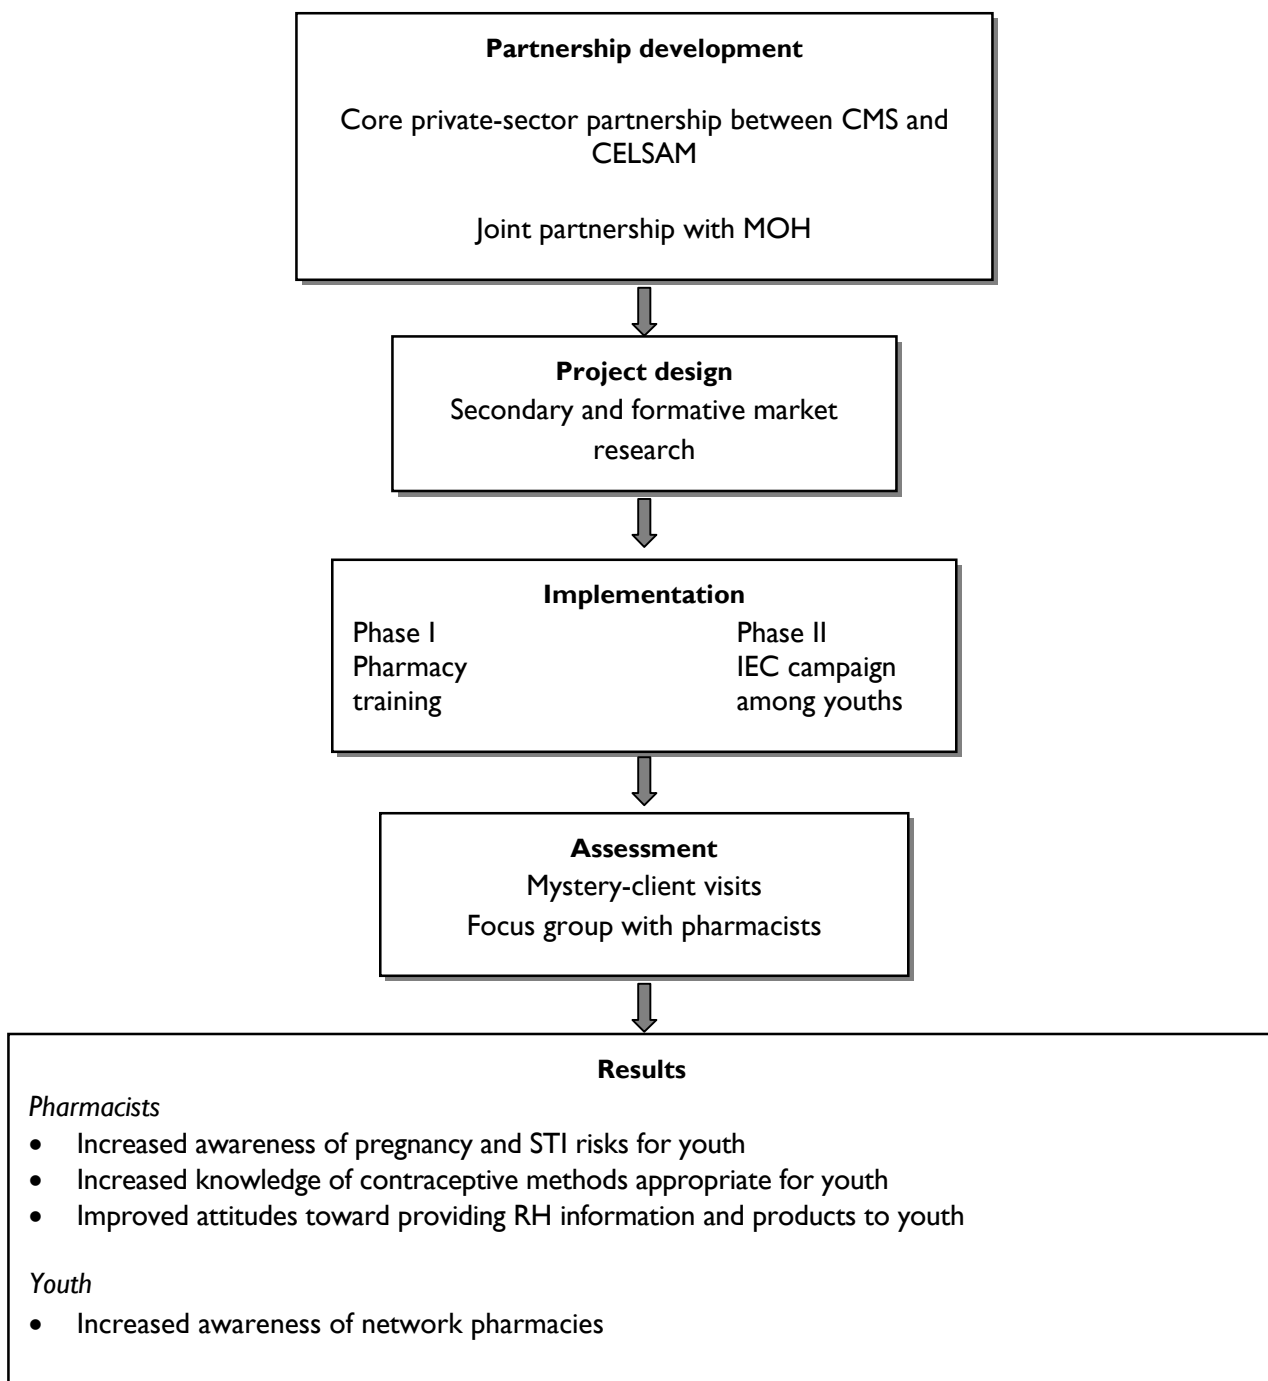 Partnership development
Core private-sector partnership between CMS and
CELSAM
Joint partnership with MOH
Project design
Secondary and formative market
research
Implementation
Phase I
Pharmacy
training
Phase II
IEC campaign
among youths
Assessment
Mystery-client visits
Focus group with pharmacists
Results
Pharmacists
• Increased awareness of pregnancy and STI risks for youth
• Increased knowledge of contraceptive methods appropriate for youth
• Improved attitudes toward providing RH information and products to youth
Youth
• Increased awareness of network pharmacies